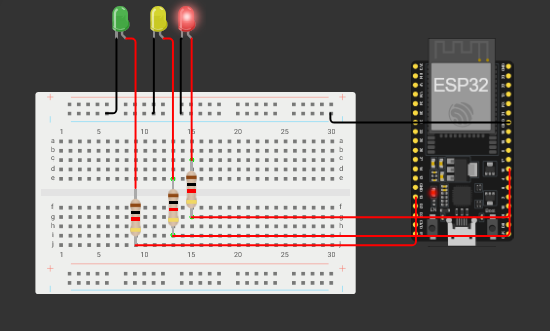 ESP32
+ +
- -
1 5 10 15 20 25 30
a a
b b
c c
d d
e e
f f
g g
h h
i i
j j
1 5 10 15 20 25 30
+ +
- -